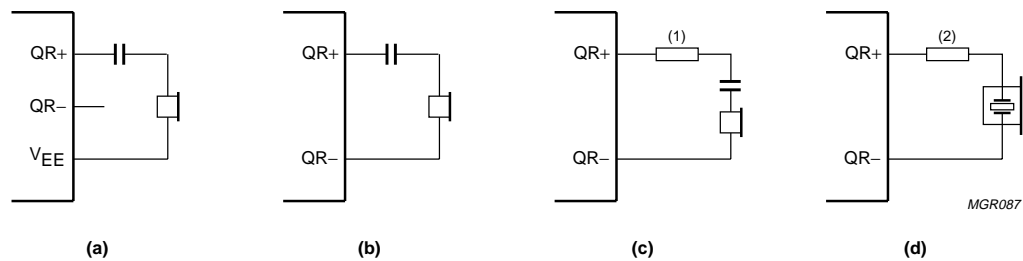 QR+
QR−
VEE
(a)
QR+
QR−
(b)
(1)
QR+
QR−
(c)
(2)
QR+
QR−
MGR087
(d)